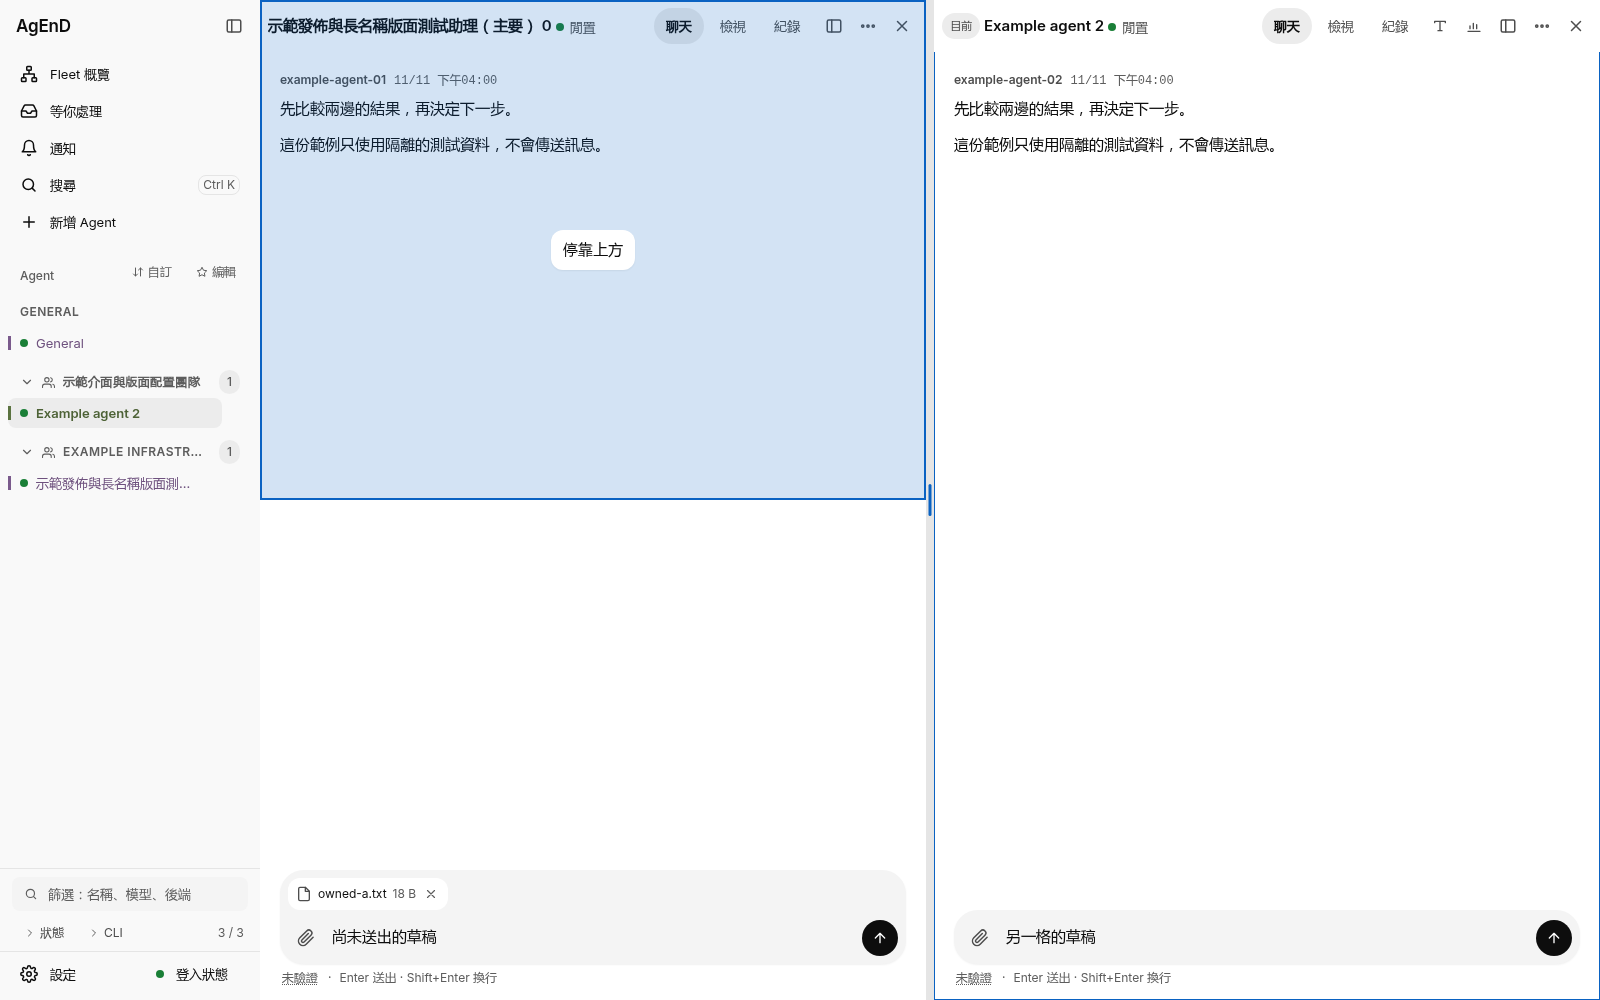 AgEnD
Fleet 概覽
等你處理
通知
搜尋 Ctrl K
新增 Agent
Agent 自訂 編輯
GENERAL
General
示範介面與版面配置團隊 1
Example agent 2
EXAMPLE INFRASTR... 1
示範發佈與長名稱版面測...
篩選：名稱、模型、後端
狀態 CLI 3 / 3
設定 登入狀態
示範發佈與長名稱版面測試助理（主要）0 閒置 聊天 檢視 紀錄
example-agent-01 11/11 下午04:00
先比較兩邊的結果，再決定下一步。
這份範例只使用隔離的測試資料，不會傳送訊息。
停靠上方
owned-a.txt 18 B
尚未送出的草稿
未驗證 · Enter 送出 · Shift+Enter 換行
目前 Example agent 2 閒置 聊天 檢視 紀錄
example-agent-02 11/11 下午04:00
先比較兩邊的結果，再決定下一步。
這份範例只使用隔離的測試資料，不會傳送訊息。
另一格的草稿
未驗證 · Enter 送出 · Shift+Enter 換行